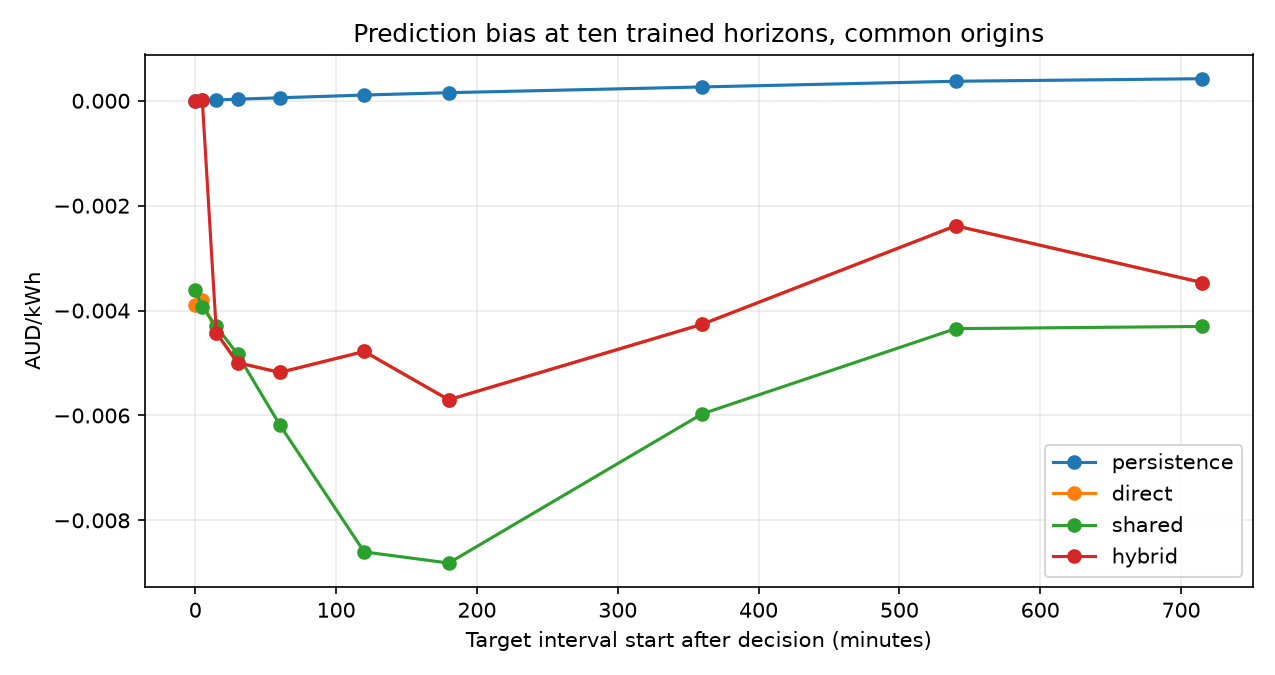 Prediction bias at ten trained horizons, common origins
AUD/kWh
0.000
−0.002
−0.004
−0.006
−0.008
0 100 200 300 400 500 600 700
Target interval start after decision (minutes)
persistence
direct
shared
hybrid